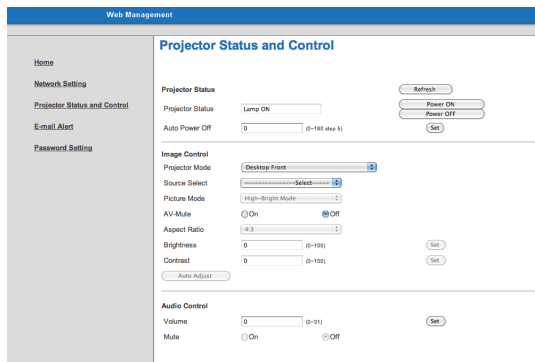 Web Management
Projector Status and Control
Home
Network Setting
Projector Status and Control
E-mail Alert
Password Setting
Projector Status
Refresh
Projector Status Lamp ON Power ON
Power OFF
Auto Power Off 0 (0~180 step 5) Set
Image Control
Projector Mode Desktop Front
Source Select ==============Select=====
Picture Mode High-Bright Mode
AV-Mute On Off
Aspect Ratio 4:3
Brightness 0 (0~100) Set
Contrast 0 (0~100) Set
Auto Adjust
Audio Control
Volume 0 (0~31) Set
Mute On Off